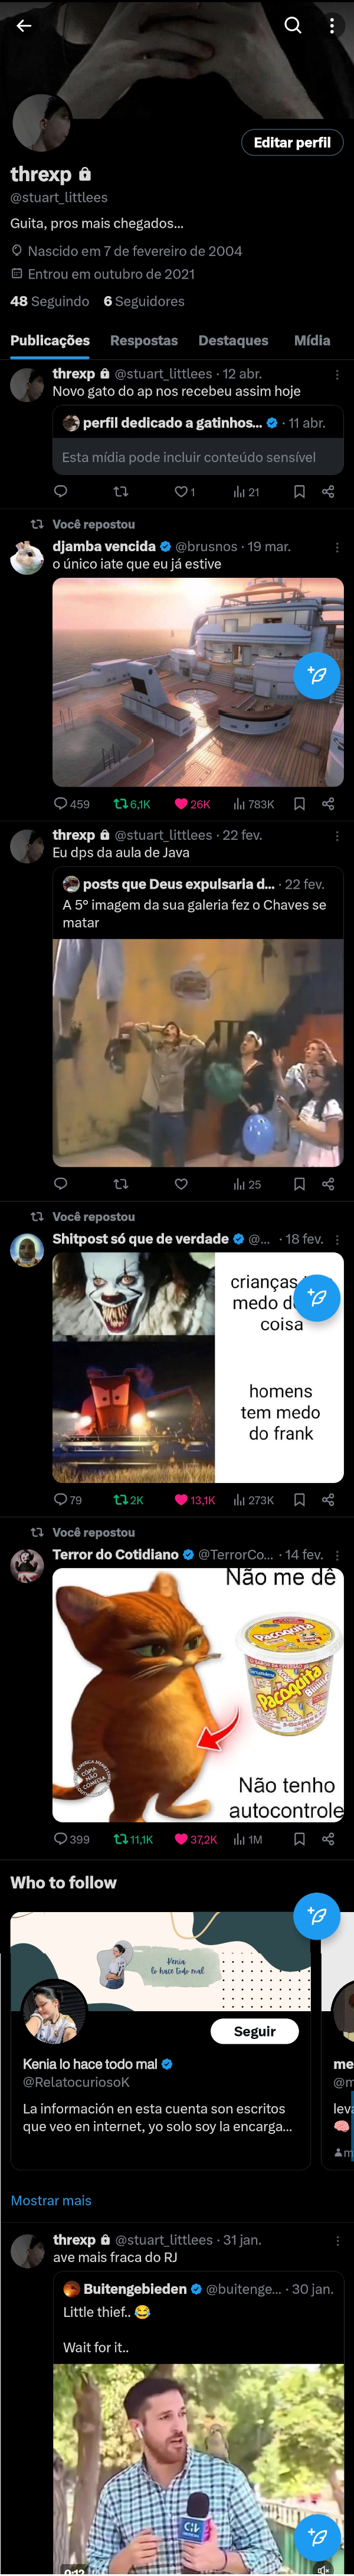 Editar perfil
threxp
@stuart_littlees
Guita, pros mais chegados...
Nascido em 7 de fevereiro de 2004
Entrou em outubro de 2021
48 Seguindo 6 Seguidores
Publicações Respostas Destaques Mídia
threxp @stuart_littlees · 12 abr.
Novo gato do ap nos recebeu assim hoje
perfil dedicado a gatinhos... · 11 abr.
Esta mídia pode incluir conteúdo sensível
1 21
Você repostou
djamba vencida @brusnos · 19 mar.
o único iate que eu já estive
459 6,1K 26K 783K
threxp @stuart_littlees · 22 fev.
Eu dps da aula de Java
posts que Deus expulsaria d... · 22 fev.
A 5° imagem da sua galeria fez o Chaves se
matar
25
Você repostou
Shitpost só que de verdade @... · 18 fev.
crianças
medo d
coisa
homens
tem medo
do frank
79 2K 13,1K 273K
Você repostou
Terror do Cotidiano @TerrorCo... · 14 fev.
Não me dê
Paçoquita
Não tenho
autocontrole
399 11,1K 37,2K 1M
Who to follow
Kenia
lo hace todo mal
Seguir
Kenia lo hace todo mal
@RelatocuriosoK
La información en esta cuenta son escritos
que veo en internet, yo solo soy la encarga...
me
@m
leva
m
Mostrar mais
threxp @stuart_littlees · 31 jan.
ave mais fraca do RJ
Buitengebieden @buitenge... · 30 jan.
Little thief.. 😂
Wait for it..
0:12